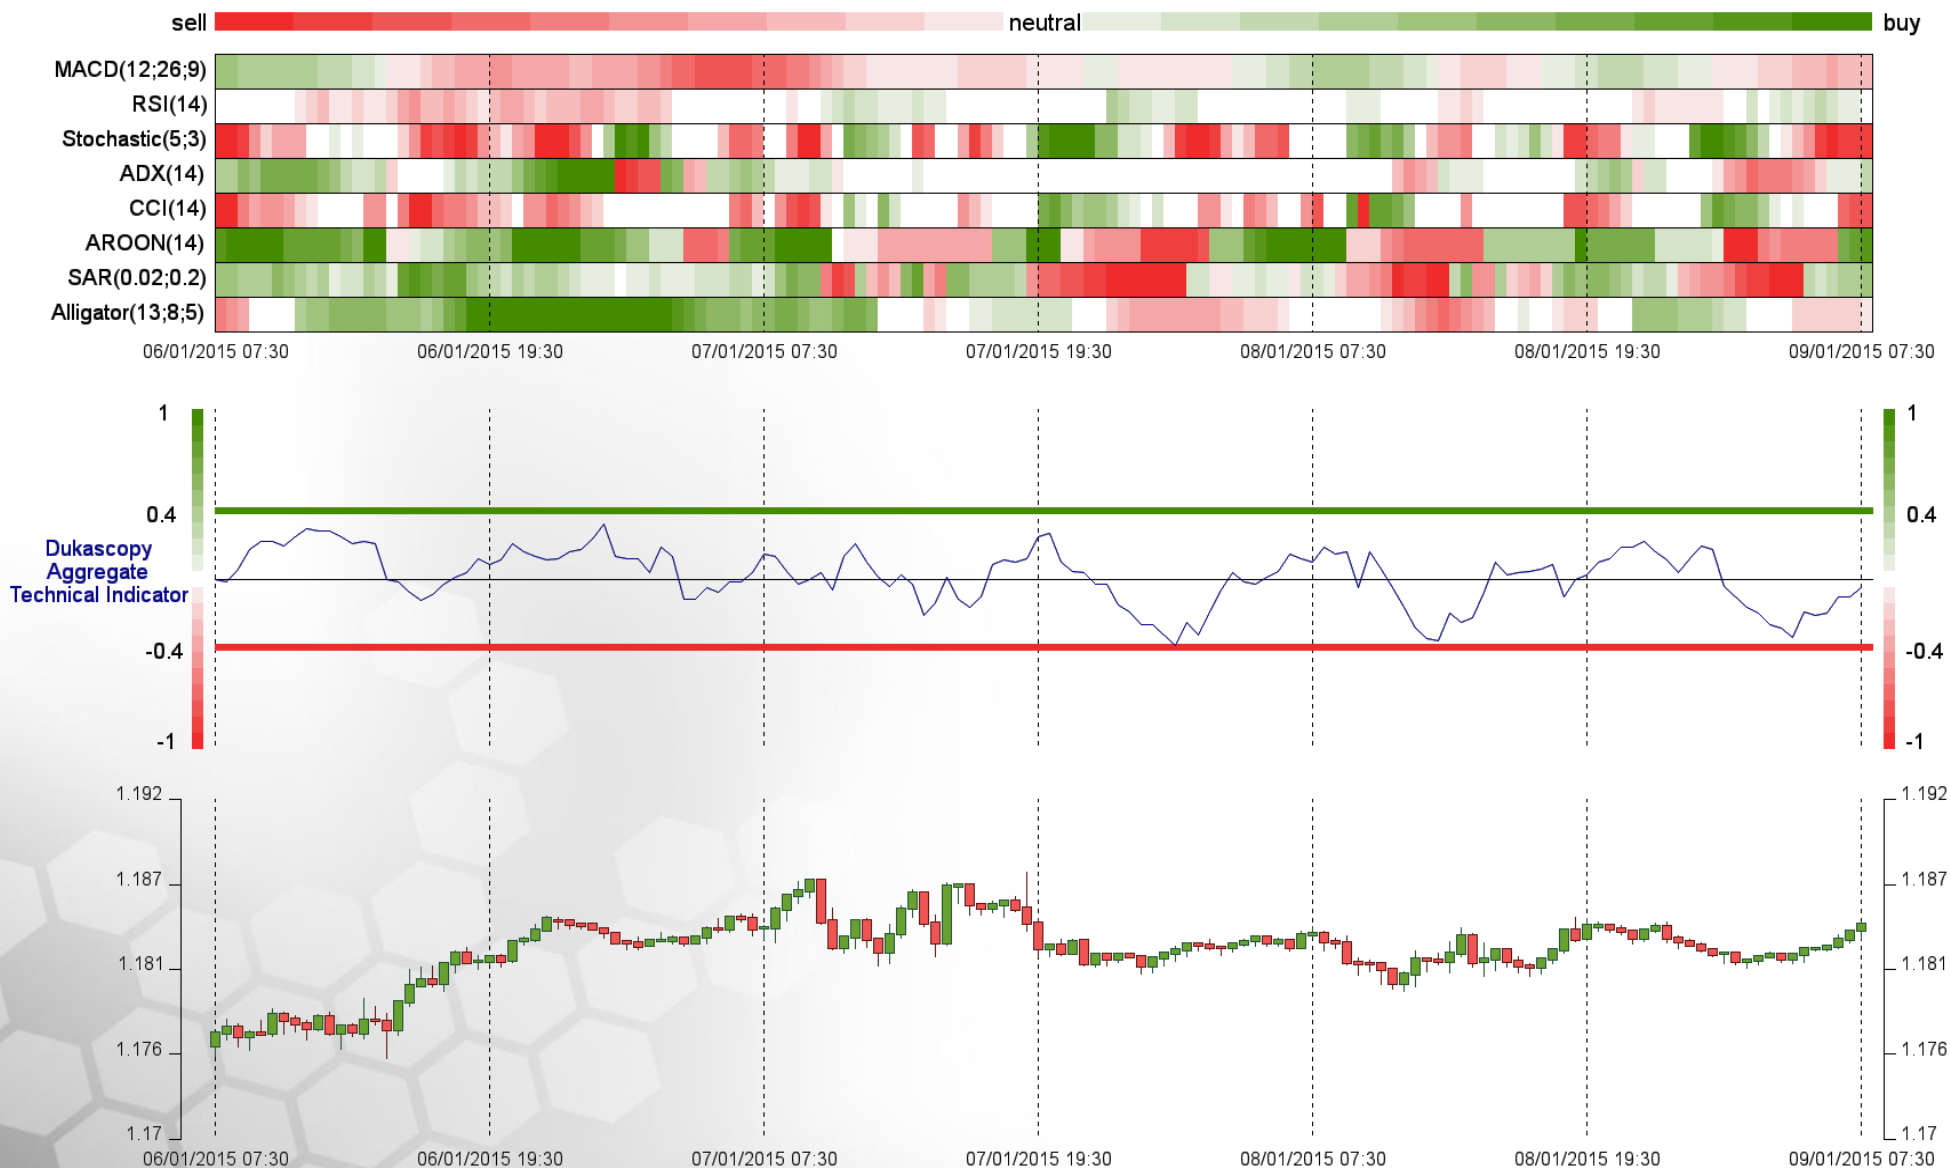 sell neutral buy
MACD(12;26;9)
RSI(14)
Stochastic(5;3)
ADX(14)
CCI(14)
AROON(14)
SAR(0.02;0.2)
Alligator(13;8;5)
06/01/2015 07:30 06/01/2015 19:30 07/01/2015 07:30 07/01/2015 19:30 08/01/2015 07:30 08/01/2015 19:30 09/01/2015 07:30
1 1
0.4 0.4
Dukascopy
Aggregate
Technical Indicator
-0.4 -0.4
-1 -1
1.192 1.192
1.187 1.187
1.181 1.181
1.176 1.176
1.17 1.17
06/01/2015 07:30 06/01/2015 19:30 07/01/2015 07:30 07/01/2015 19:30 08/01/2015 07:30 08/01/2015 19:30 09/01/2015 07:30